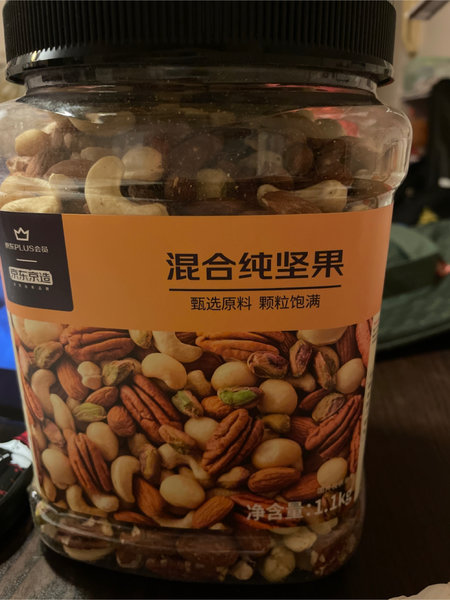 京东PLUS会员
京东京造
混合纯坚果
甄选原料 颗粒饱满
净含量:1.1kg